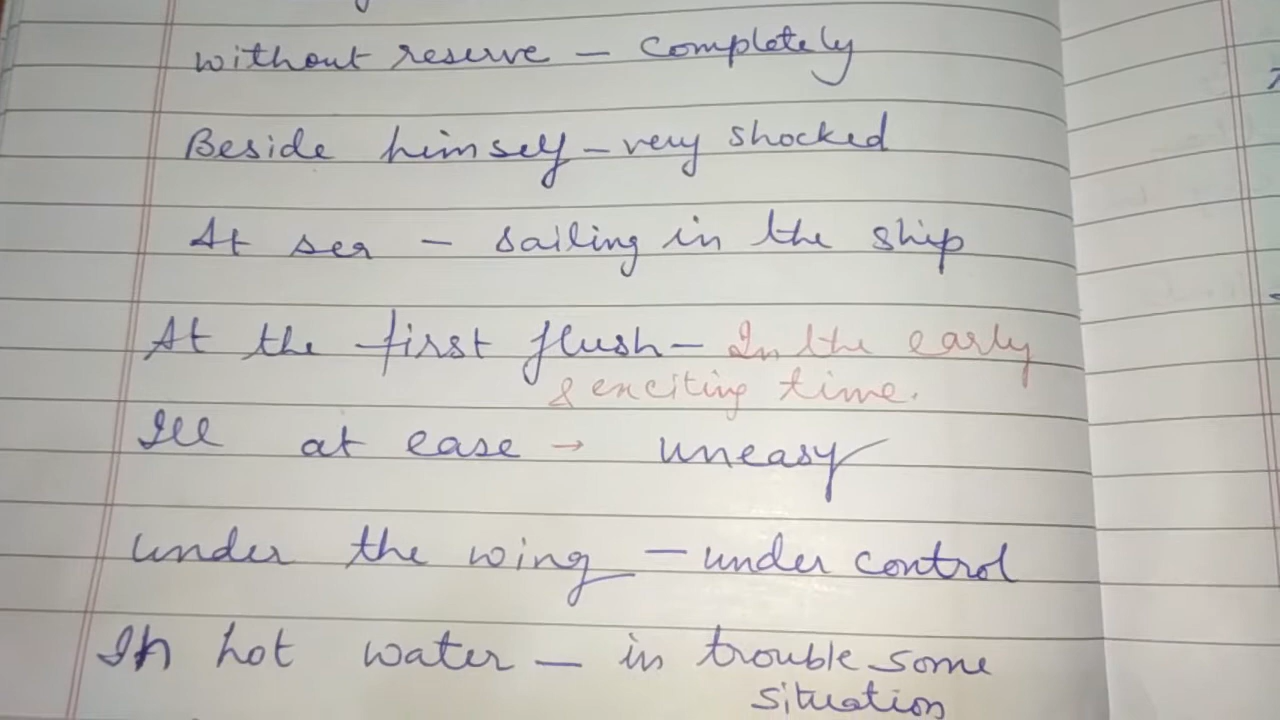 without reserve - completely
Beside himself - very shocked
At sea - sailing in the ship
At the first flush - In the early
& exciting time.
Ill at ease → uneasy
under the wing - under control
In hot water - in trouble some
situation